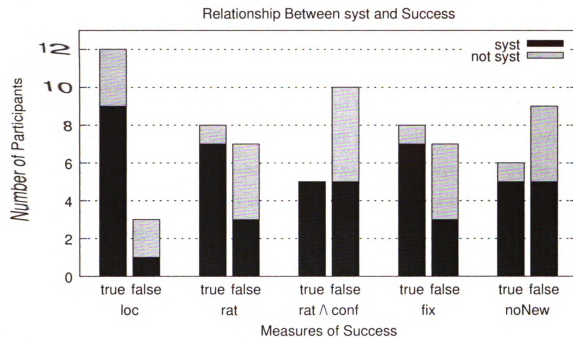 Relationship Between syst and Success
syst
not syst
12
10
8
6
4
2
0
Number of Participants
true false true false true false true false true false
loc rat rat /\ conf fix noNew
Measures of Success